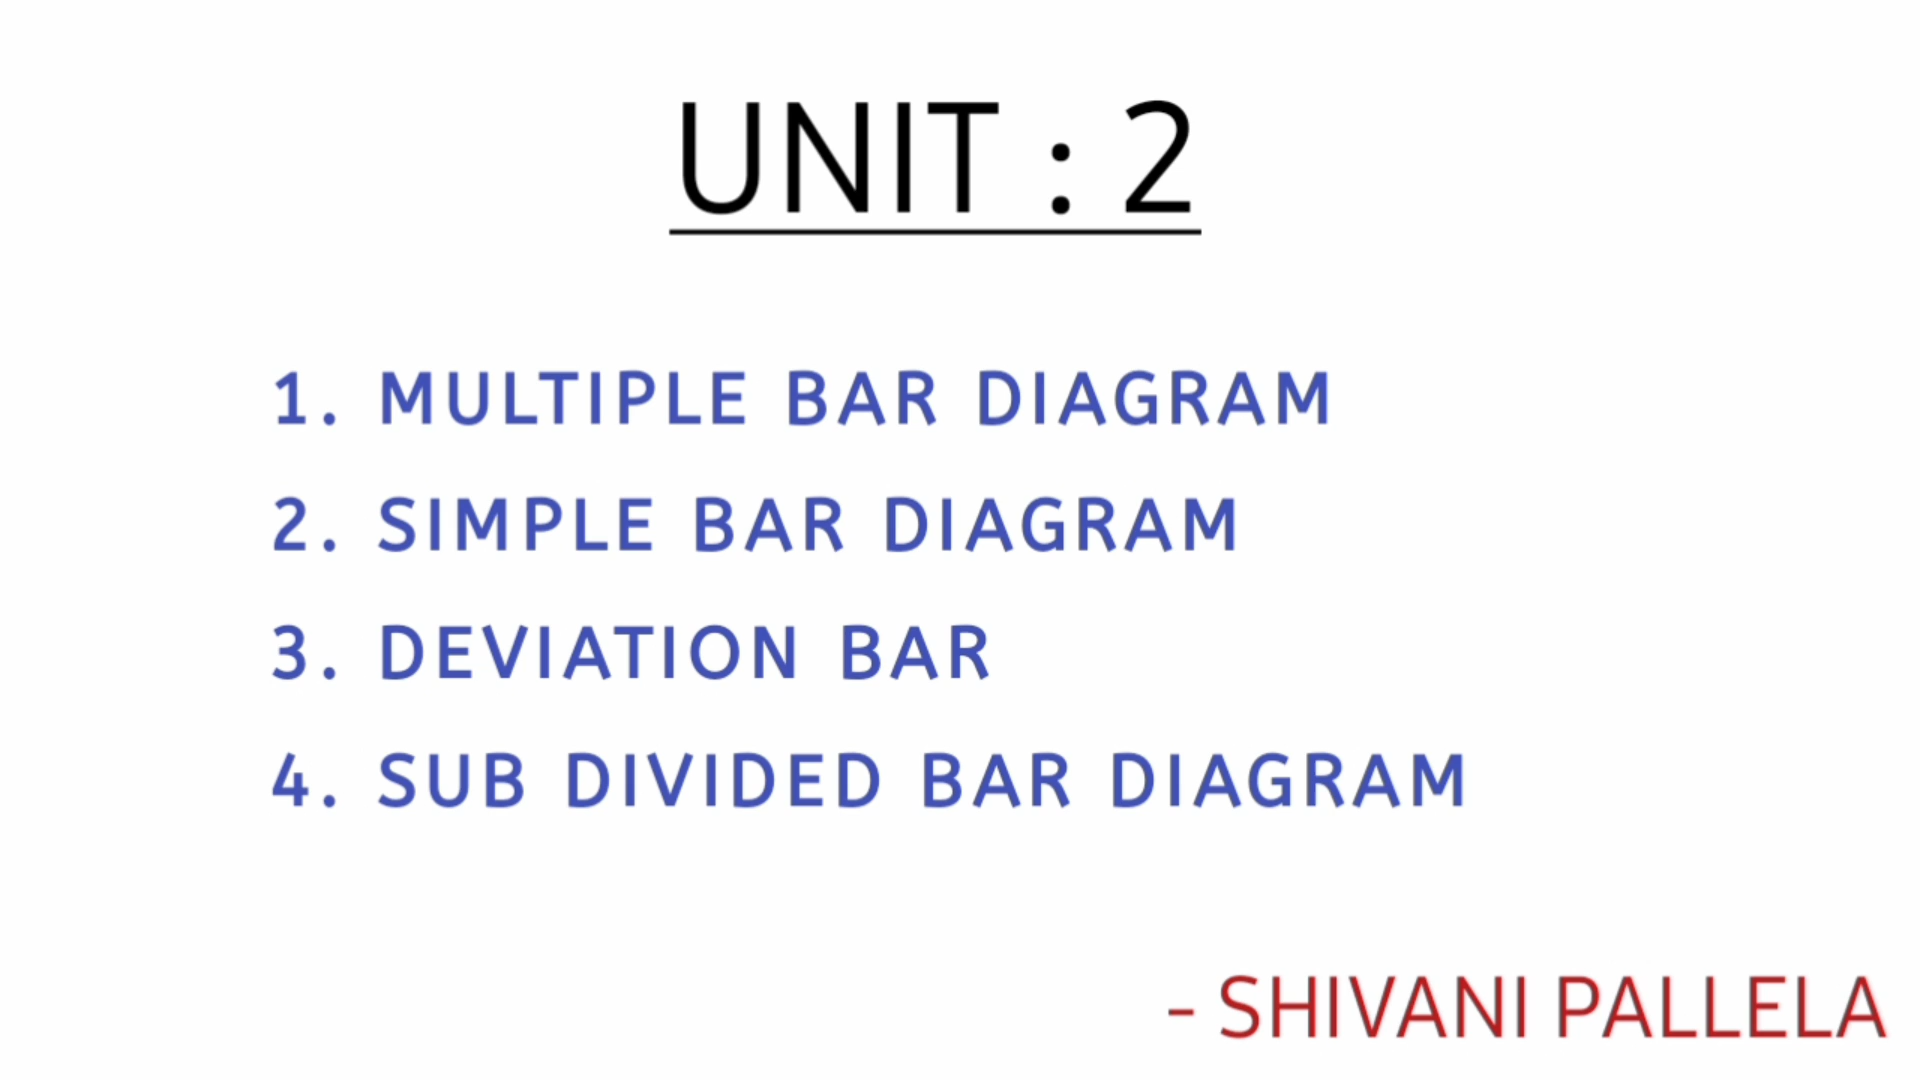 UNIT : 2
1. MULTIPLE BAR DIAGRAM
2. SIMPLE BAR DIAGRAM
3. DEVIATION BAR
4. SUB DIVIDED BAR DIAGRAM
- SHIVANI PALLELA